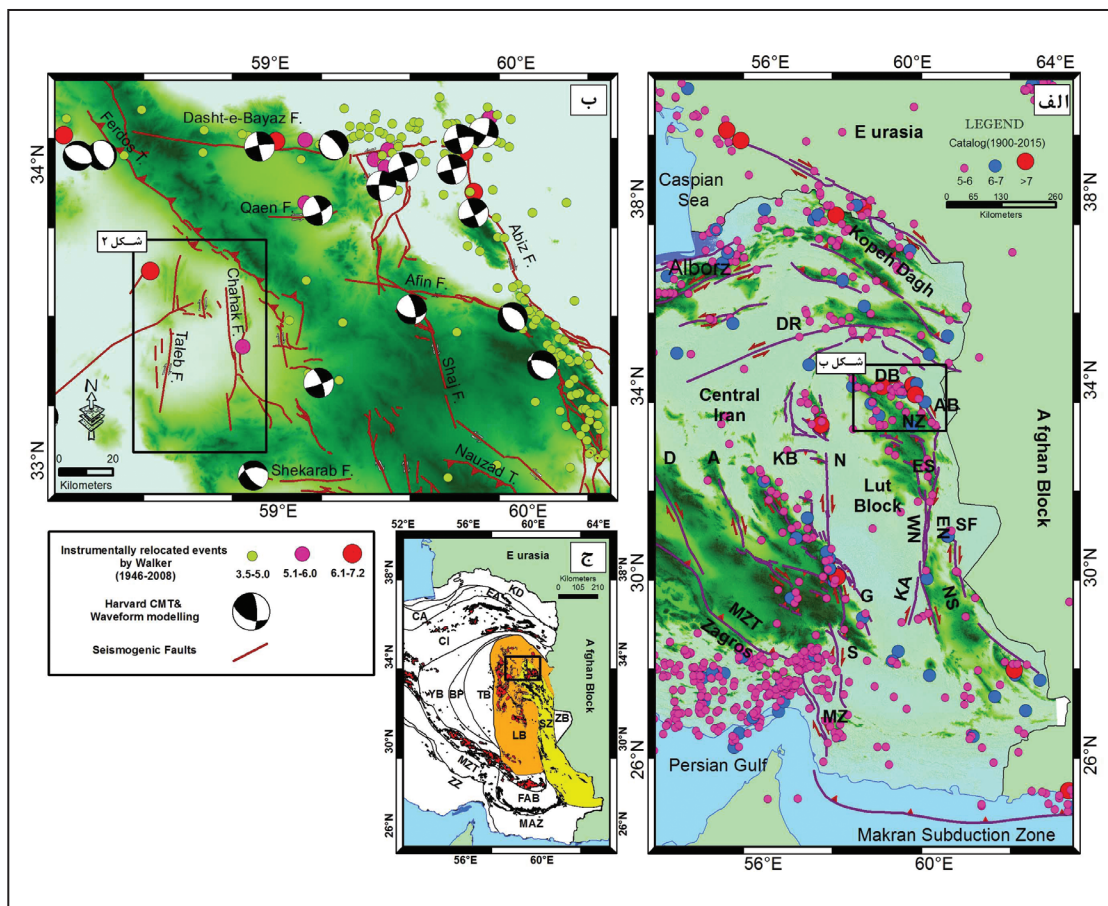 59°E
60°E
ب
34°N
33°N
Ferdos T.
Dasht-e-Bayaz F.
Qaen F.
Abiz F.
Afin F.
شــکل ۲
Chahak F.
Taleb F.
Shaj F.
Nauzad T.
Shekarab F.
N
0 20
Kilometers
59°E
60°E
Instrumentally relocated events
by Walker
(1946-2008)
3.5-5.0
5.1-6.0
6.1-7.2
Harvard CMT&
Waveform modelling
Seismogenic Faults
52°E
56°E
60°E
64°E
ج
E urasia
Kilometers
0 105 210
38°N
34°N
30°N
26°N
KD
EA
CA
CI
YB
BP
TB
LB
SZ
ZB
MZT
ZZ
FAB
MAZ
A fghan Block
38°N
34°N
30°N
26°N
56°E
60°E
56°E
60°E
64°E
الف
E urasia
LEGEND
Catalog(1900-2015)
5-6
6-7
>7
0 65 130 260
Kilometers
Caspian
Sea
38°N
34°N
30°N
26°N
Alborz
Kopeh Dagh
DR
شــکل ب
DB
AB
NZ
Central
Iran
D
A
KB
N
ES
Lut
Block
WN
EN
SF
KA
NS
G
S
MZT
Zagros
MZ
A fghan Block
Persian Gulf
Makran Subduction Zone
38°N
34°N
30°N
26°N
56°E
60°E